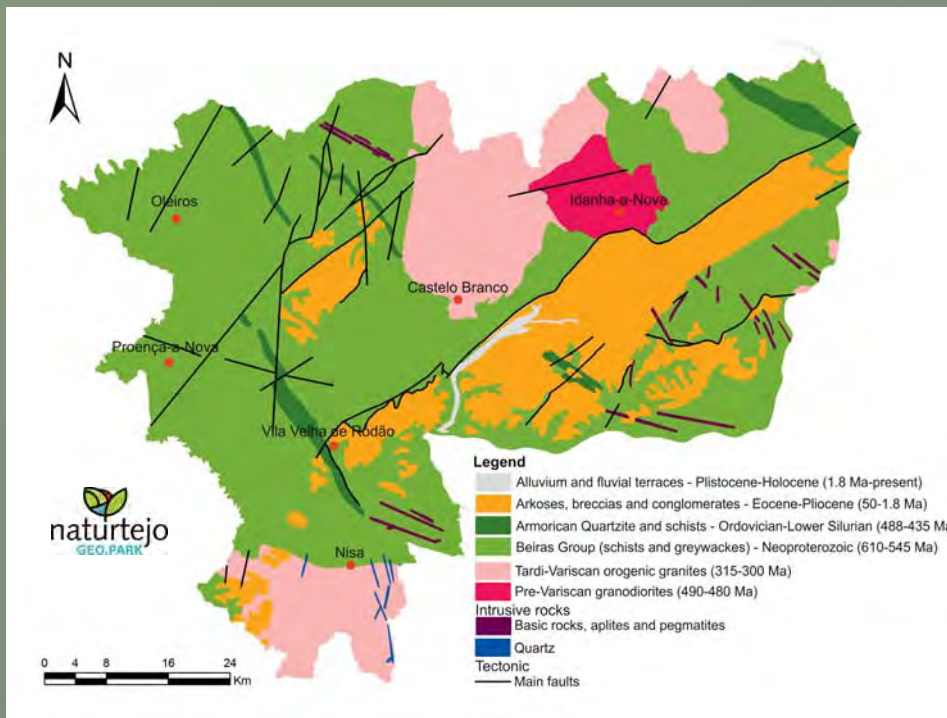 N
Oleiros
Idanha-a-Nova
Castelo Branco
Proença-a-Nova
Vila Velha de Rodão
Nisa
naturtejo
GEO.PARK
0 4 8 16 24
Km
Legend
Alluvium and fluvial terraces - Plistocene-Holocene (1.8 Ma-present)
Arkoses, breccias and conglomerates - Eocene-Pliocene (50-1.8 Ma)
Armorican Quartzite and schists - Ordovician-Lower Silurian (488-435 Ma
Beiras Group (schists and greywackes) - Neoproterozoic (610-545 Ma)
Tardi-Variscan orogenic granites (315-300 Ma)
Pre-Variscan granodiorites (490-480 Ma)
Intrusive rocks
Basic rocks, aplites and pegmatites
Quartz
Tectonic
Main faults